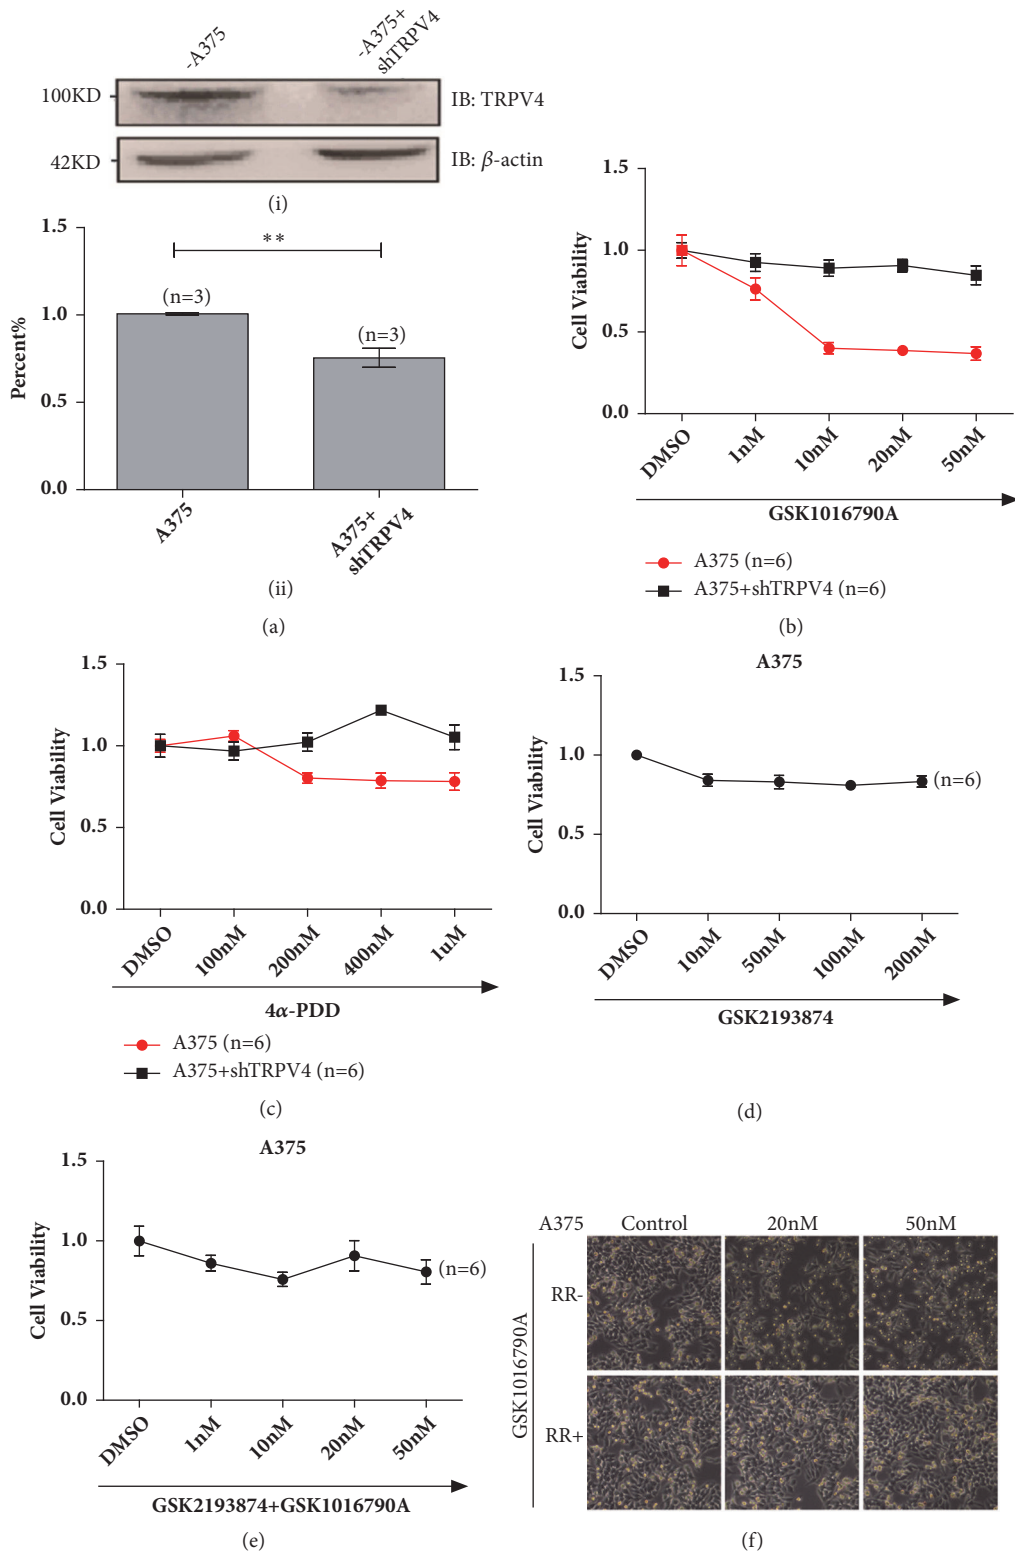 -A375
-A375+
shTRPV4
100KD
IB: TRPV4
42KD
IB: β-actin
(i)
1.5
1.0
0.5
0.0
Percent%
**
(n=3)
(n=3)
A375
A375+
shTRPV4
(ii)
(a)
1.5
1.0
0.5
0.0
Cell Viability
DMSO
1nM
10nM
20nM
50nM
GSK1016790A
A375 (n=6)
A375+shTRPV4 (n=6)
(b)
1.5
1.0
0.5
0.0
Cell Viability
DMSO
100nM
200nM
400nM
1uM
4α-PDD
A375 (n=6)
A375+shTRPV4 (n=6)
(c)
A375
1.5
1.0
0.5
0.0
Cell Viability
(n=6)
DMSO
10nM
50nM
100nM
200nM
GSK2193874
(d)
A375
1.5
1.0
0.5
0.0
Cell Viability
(n=6)
DMSO
1nM
10nM
20nM
50nM
GSK2193874+GSK1016790A
(e)
A375 Control 20nM 50nM
GSK1016790A
RR-
RR+
(f)